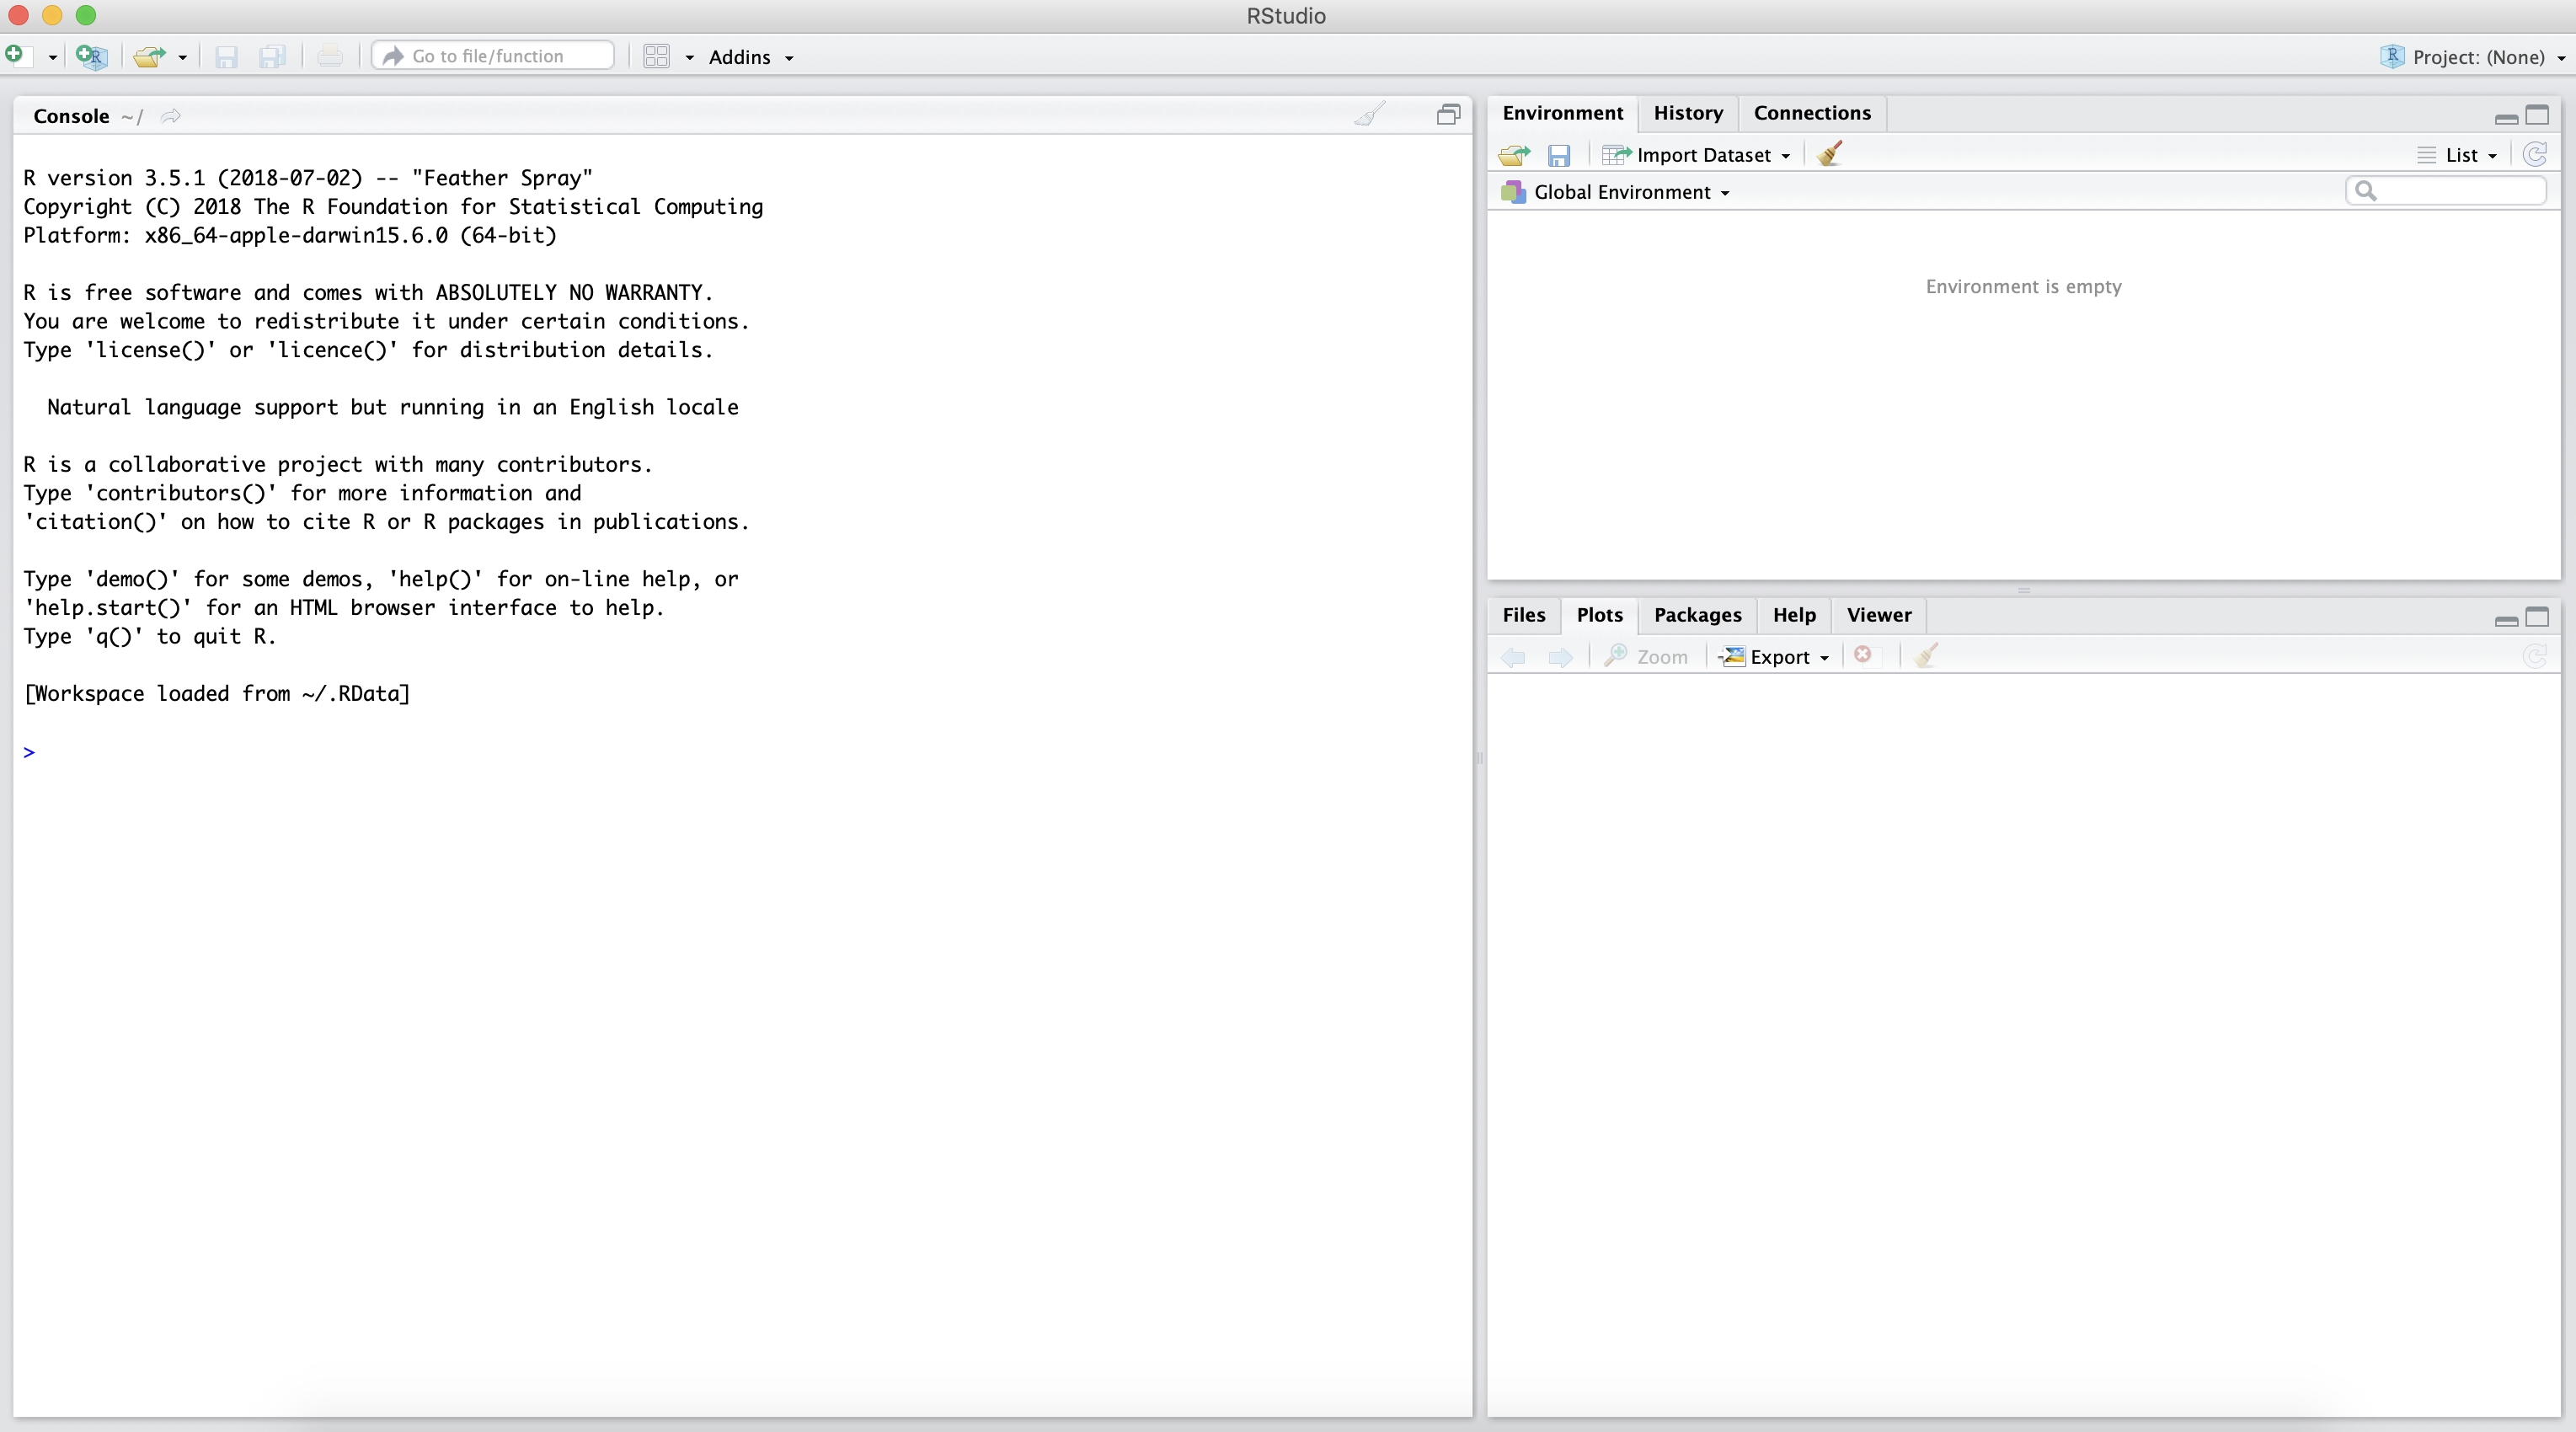 RStudio
Go to file/function
Addins
Project: (None)
Console ~/
R version 3.5.1 (2018-07-02) -- "Feather Spray"
Copyright (C) 2018 The R Foundation for Statistical Computing
Platform: x86_64-apple-darwin15.6.0 (64-bit)
R is free software and comes with ABSOLUTELY NO WARRANTY.
You are welcome to redistribute it under certain conditions.
Type 'license()' or 'licence()' for distribution details.
Natural language support but running in an English locale
R is a collaborative project with many contributors.
Type 'contributors()' for more information and
'citation()' on how to cite R or R packages in publications.
Type 'demo()' for some demos, 'help()' for on-line help, or
'help.start()' for an HTML browser interface to help.
Type 'q()' to quit R.
[Workspace loaded from ~/.RData]
>
Environment History Connections
Import Dataset List
Global Environment
Environment is empty
Files Plots Packages Help Viewer
Zoom Export